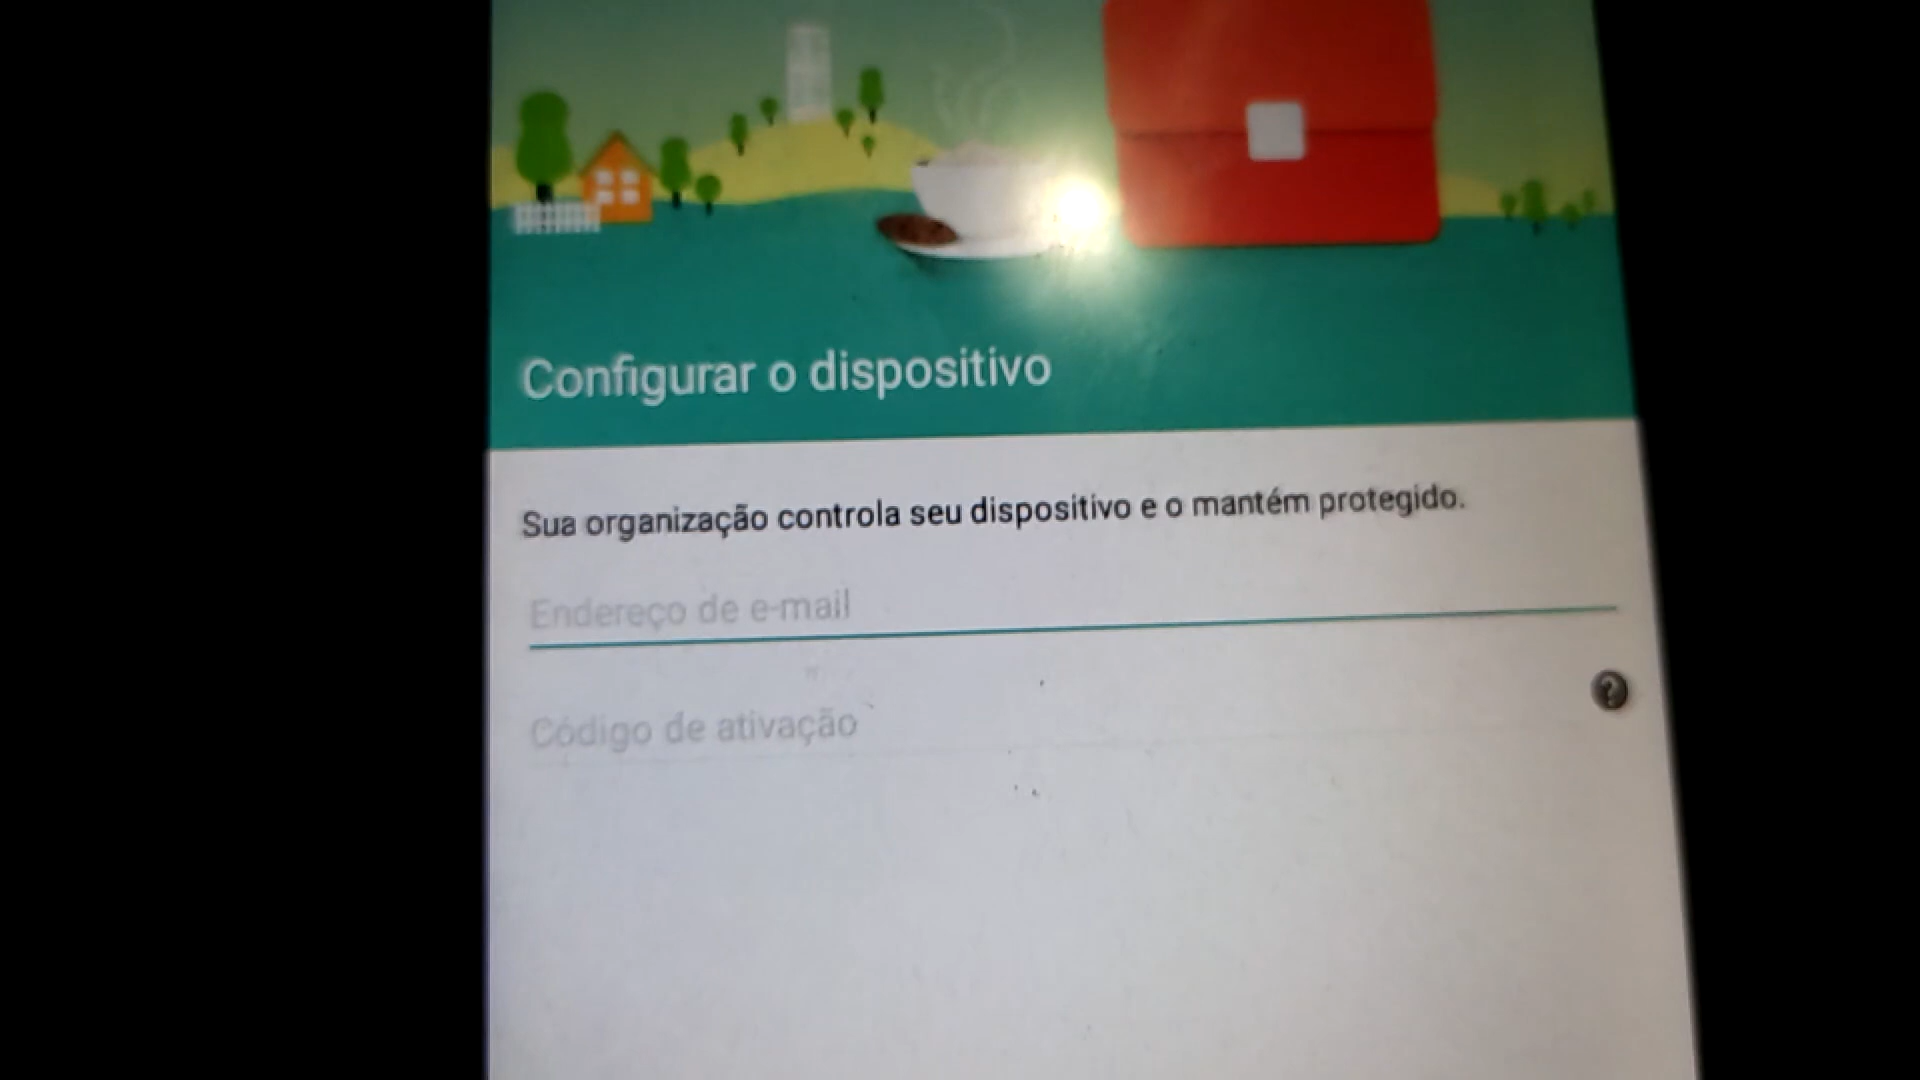 Configurar o dispositivo
Sua organização controla seu dispositivo e o mantém protegido.
Endereço de e-mail
Código de ativação
?